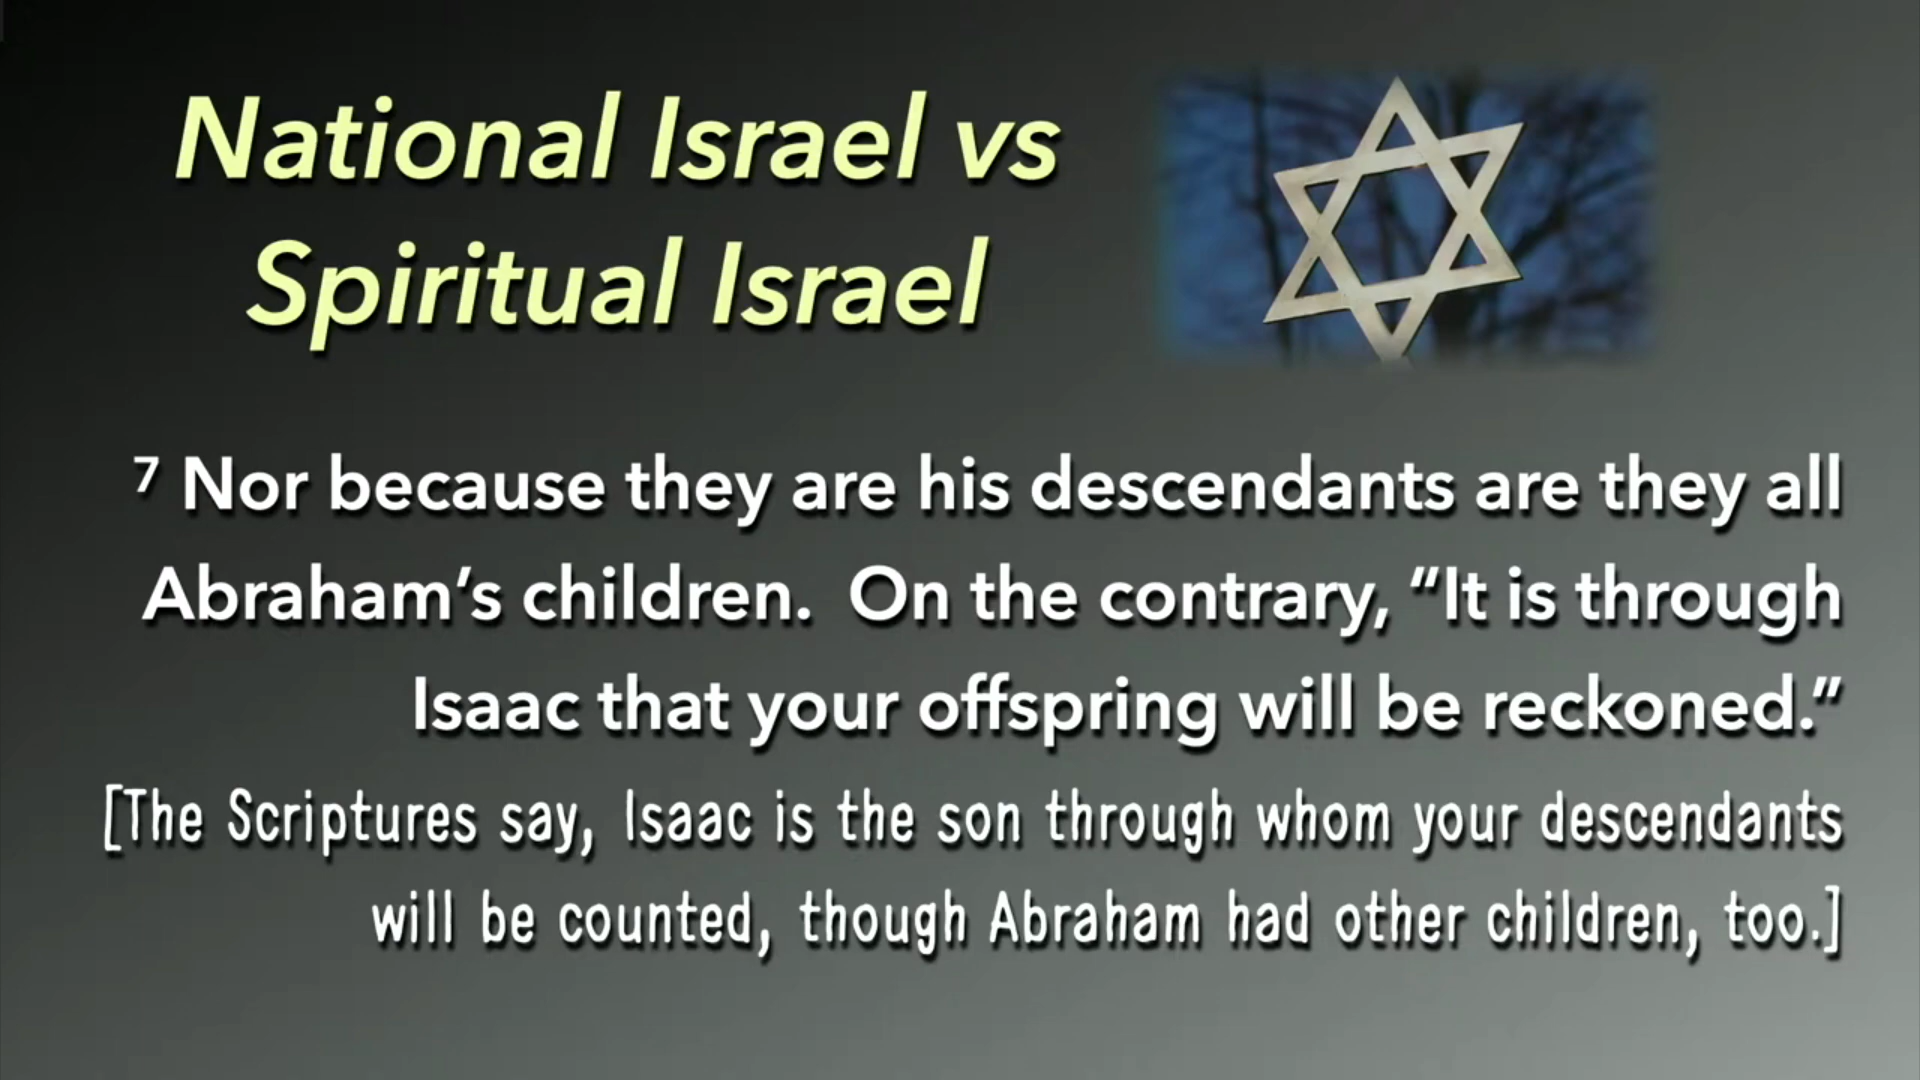 National Israel vs
Spiritual Israel
⁷ Nor because they are his descendants are they all
Abraham’s children.  On the contrary, “It is through
Isaac that your offspring will be reckoned.”
[The Scriptures say, Isaac is the son through whom your descendants
will be counted, though Abraham had other children, too.]